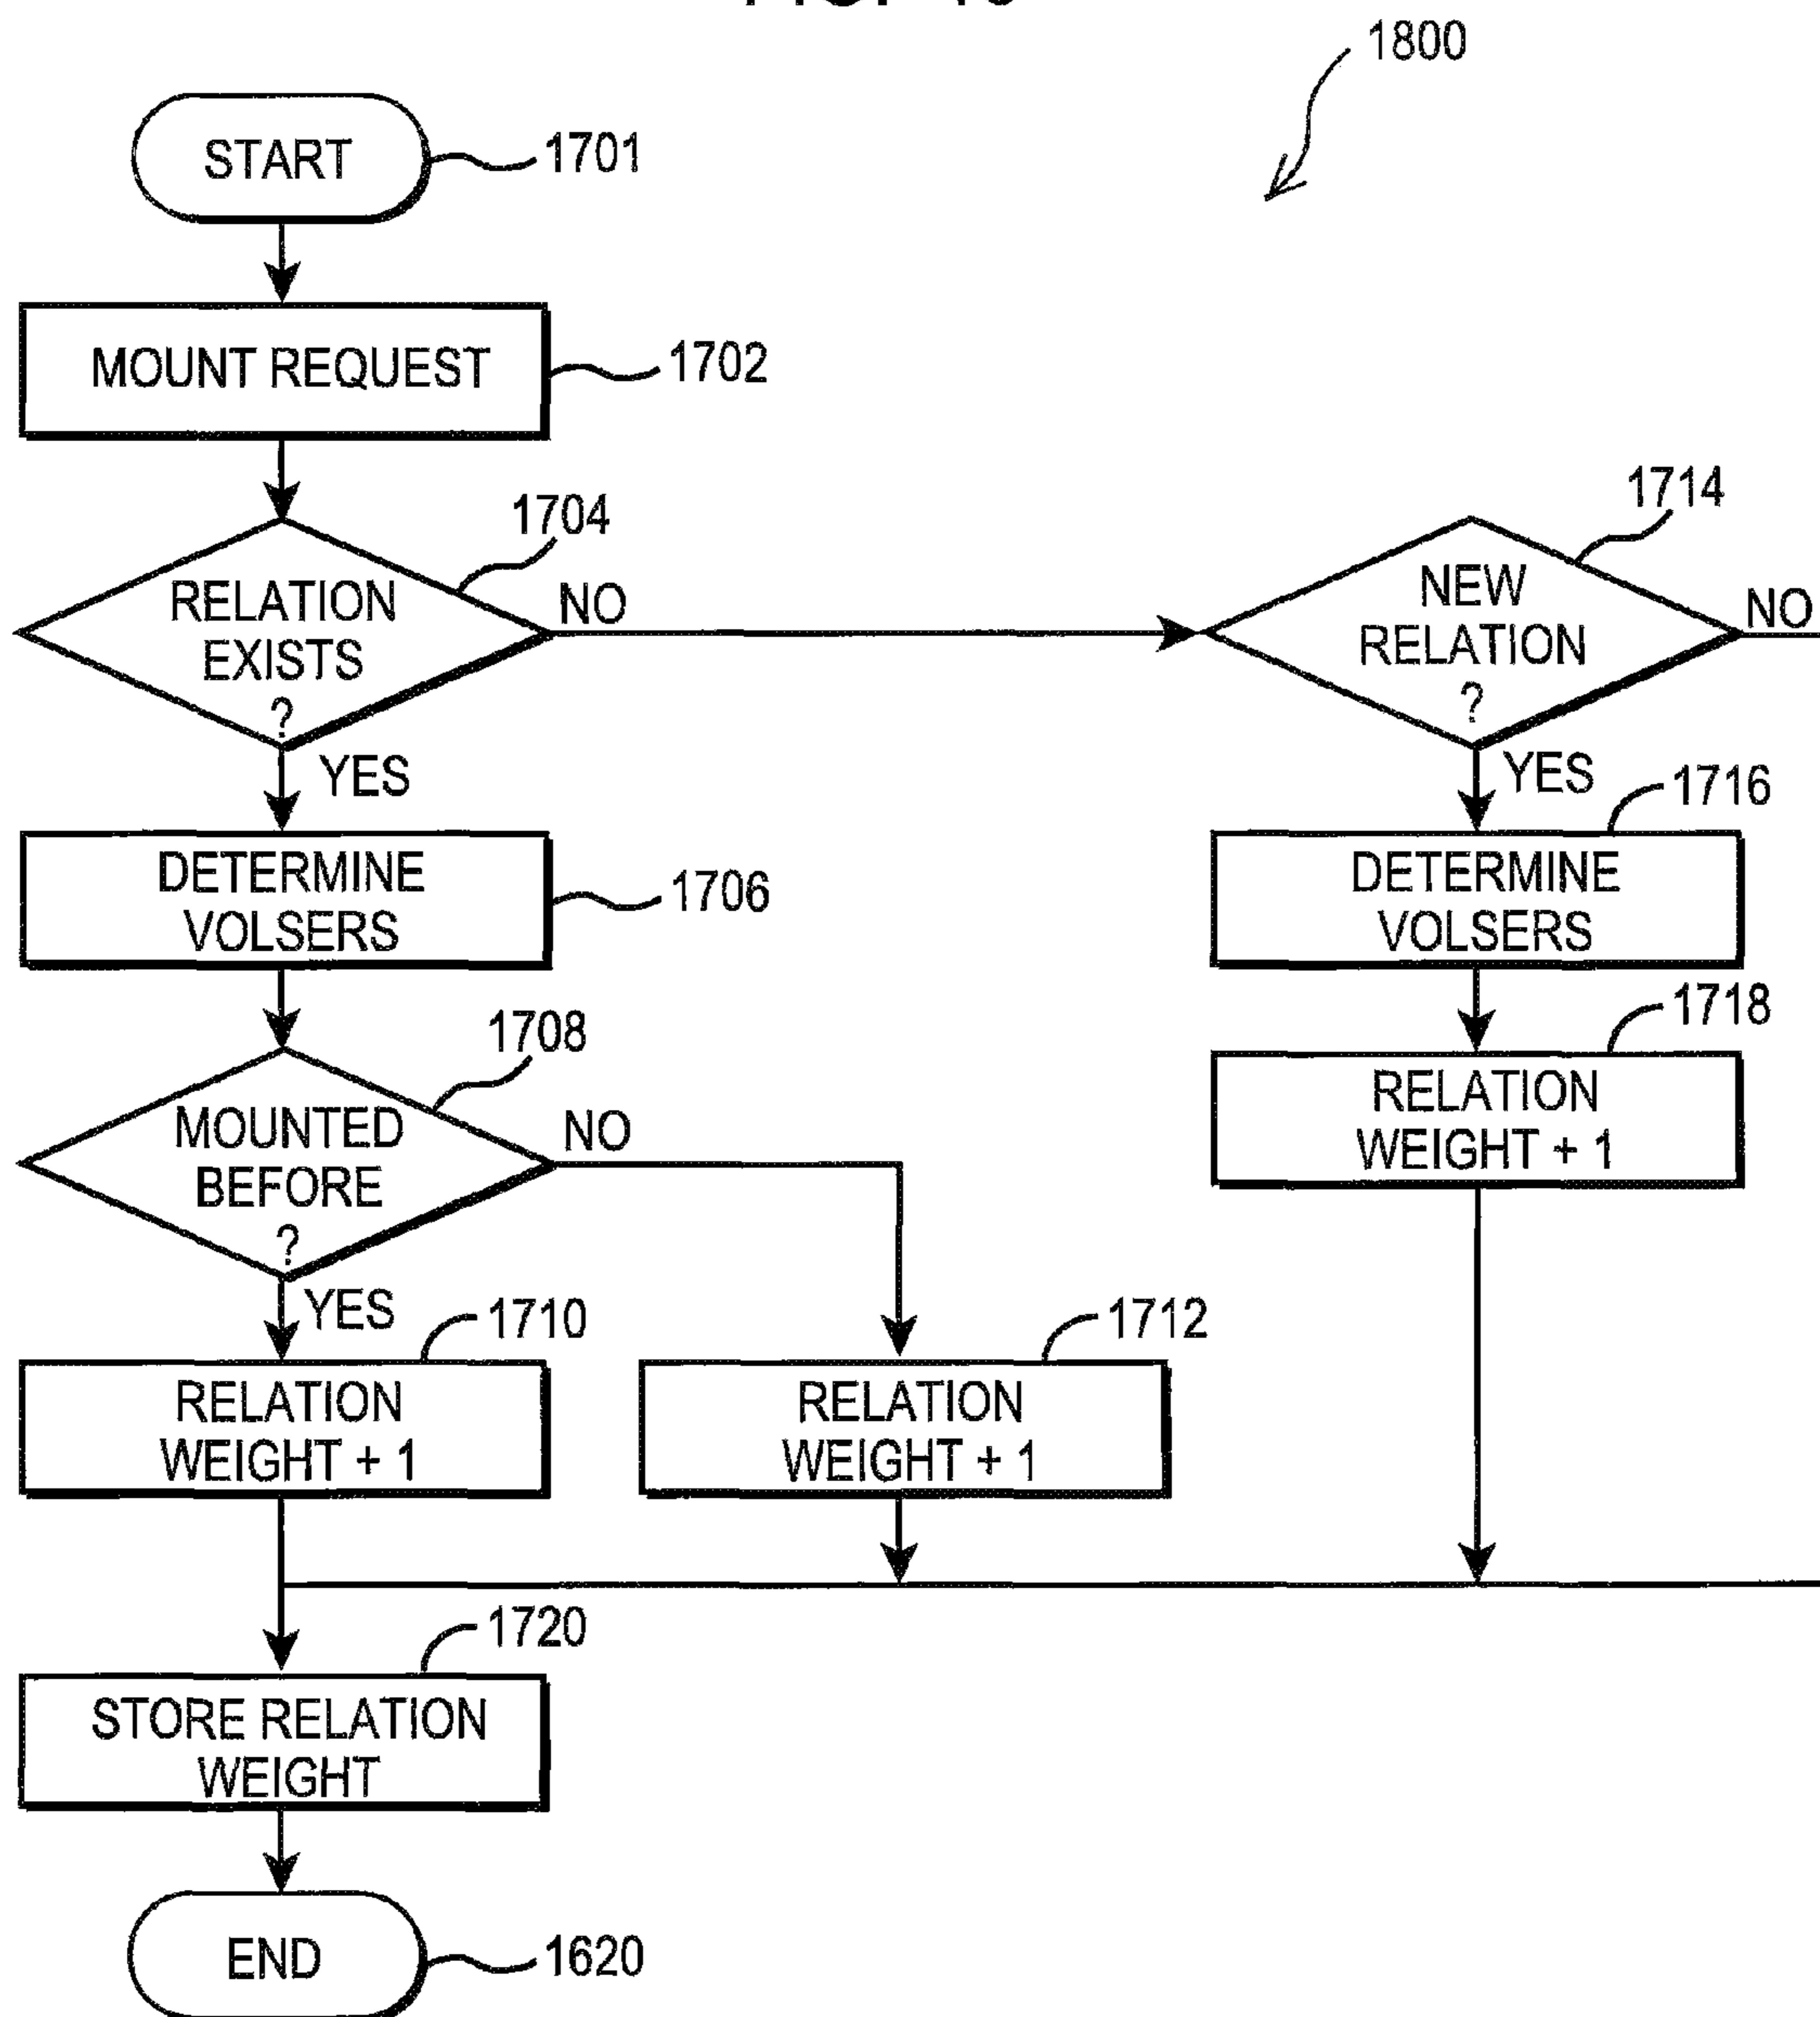 1800
START
1701
MOUNT REQUEST
1702
1704
RELATION
EXISTS
?
NO
YES
1714
NEW
RELATION
?
NO
YES
DETERMINE
VOLSERS
1706
1716
DETERMINE
VOLSERS
1708
MOUNTED
BEFORE
?
NO
YES
1718
RELATION
WEIGHT + 1
1710
RELATION
WEIGHT + 1
1712
RELATION
WEIGHT + 1
1720
STORE RELATION
WEIGHT
END
1620